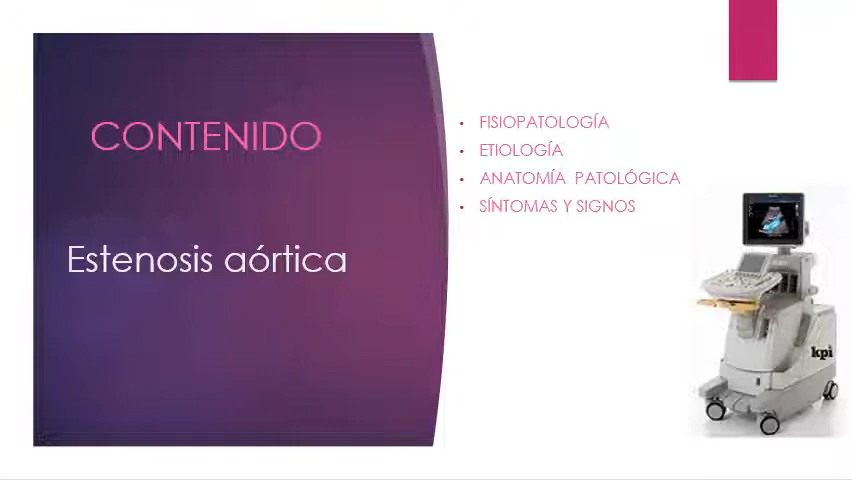 CONTENIDO
Estenosis aórtica
• FISIOPATOLOGÍA
• ETIOLOGÍA
• ANATOMÍA PATOLÓGICA
• SÍNTOMAS Y SIGNOS
kpi